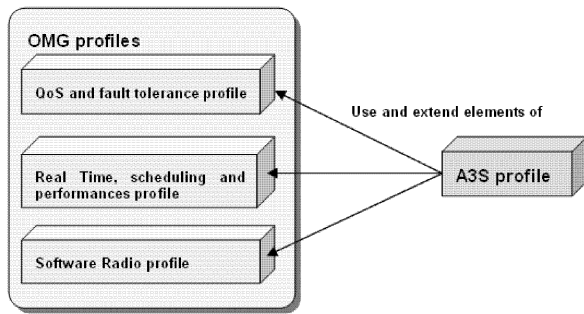 OMG profiles
QoS and fault tolerance profile
Use and extend elements of
Real Time, scheduling and
performances profile
A3S profile
Software Radio profile